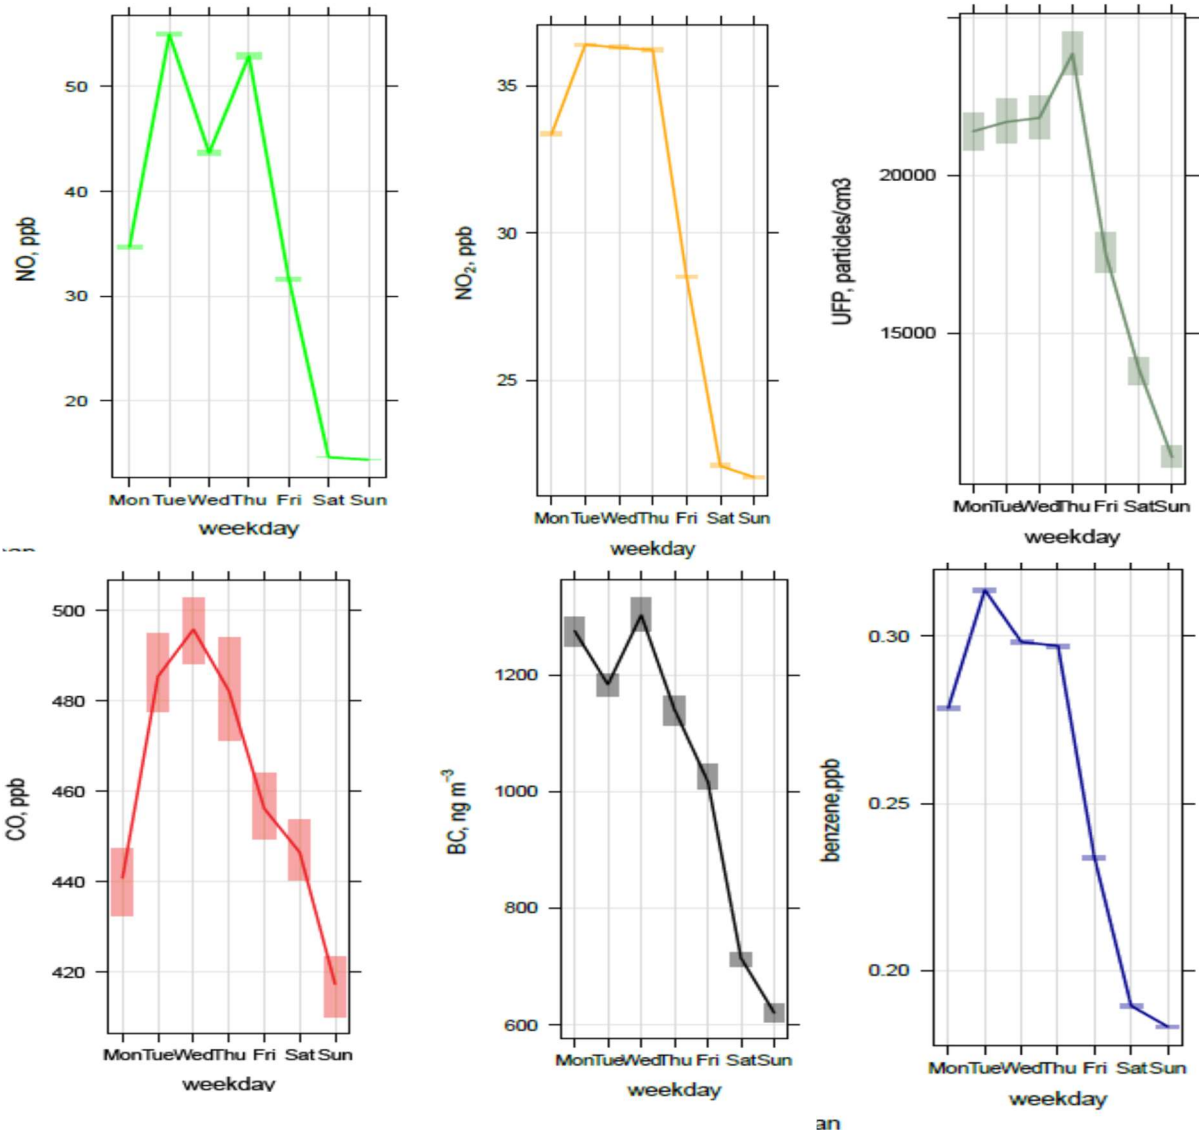 NO, ppb
50
40
30
20
Mon Tue Wed Thu Fri Sat Sun
weekday
NO₂, ppb
35
30
25
Mon Tue Wed Thu Fri Sat Sun
weekday
UFP, particles/cm3
20000
15000
Mon Tue Wed Thu Fri Sat Sun
weekday
CO, ppb
500
480
460
440
420
Mon Tue Wed Thu Fri Sat Sun
weekday
BC, ng m⁻³
1200
1000
800
600
Mon Tue Wed Thu Fri Sat Sun
weekday
benzene,ppb
0.30
0.25
0.20
Mon Tue Wed Thu Fri Sat Sun
weekday
an